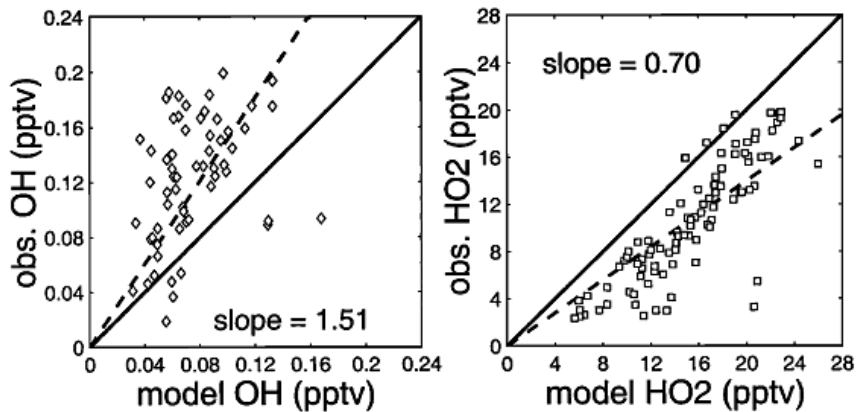 0.24
0.2
0.16
0.12
0.08
0.04
0
obs. OH (pptv)
slope = 1.51
0 0.04 0.08 0.12 0.16 0.2 0.24
model OH (pptv)
28
24
20
16
12
8
4
0
obs. HO2 (pptv)
slope = 0.70
0 4 8 12 16 20 24 28
model HO2 (pptv)